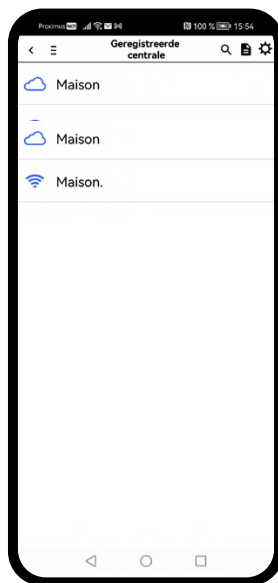 Proximus 100 % 15:54
Geregistreerde
centrale
Maison
Maison
Maison.